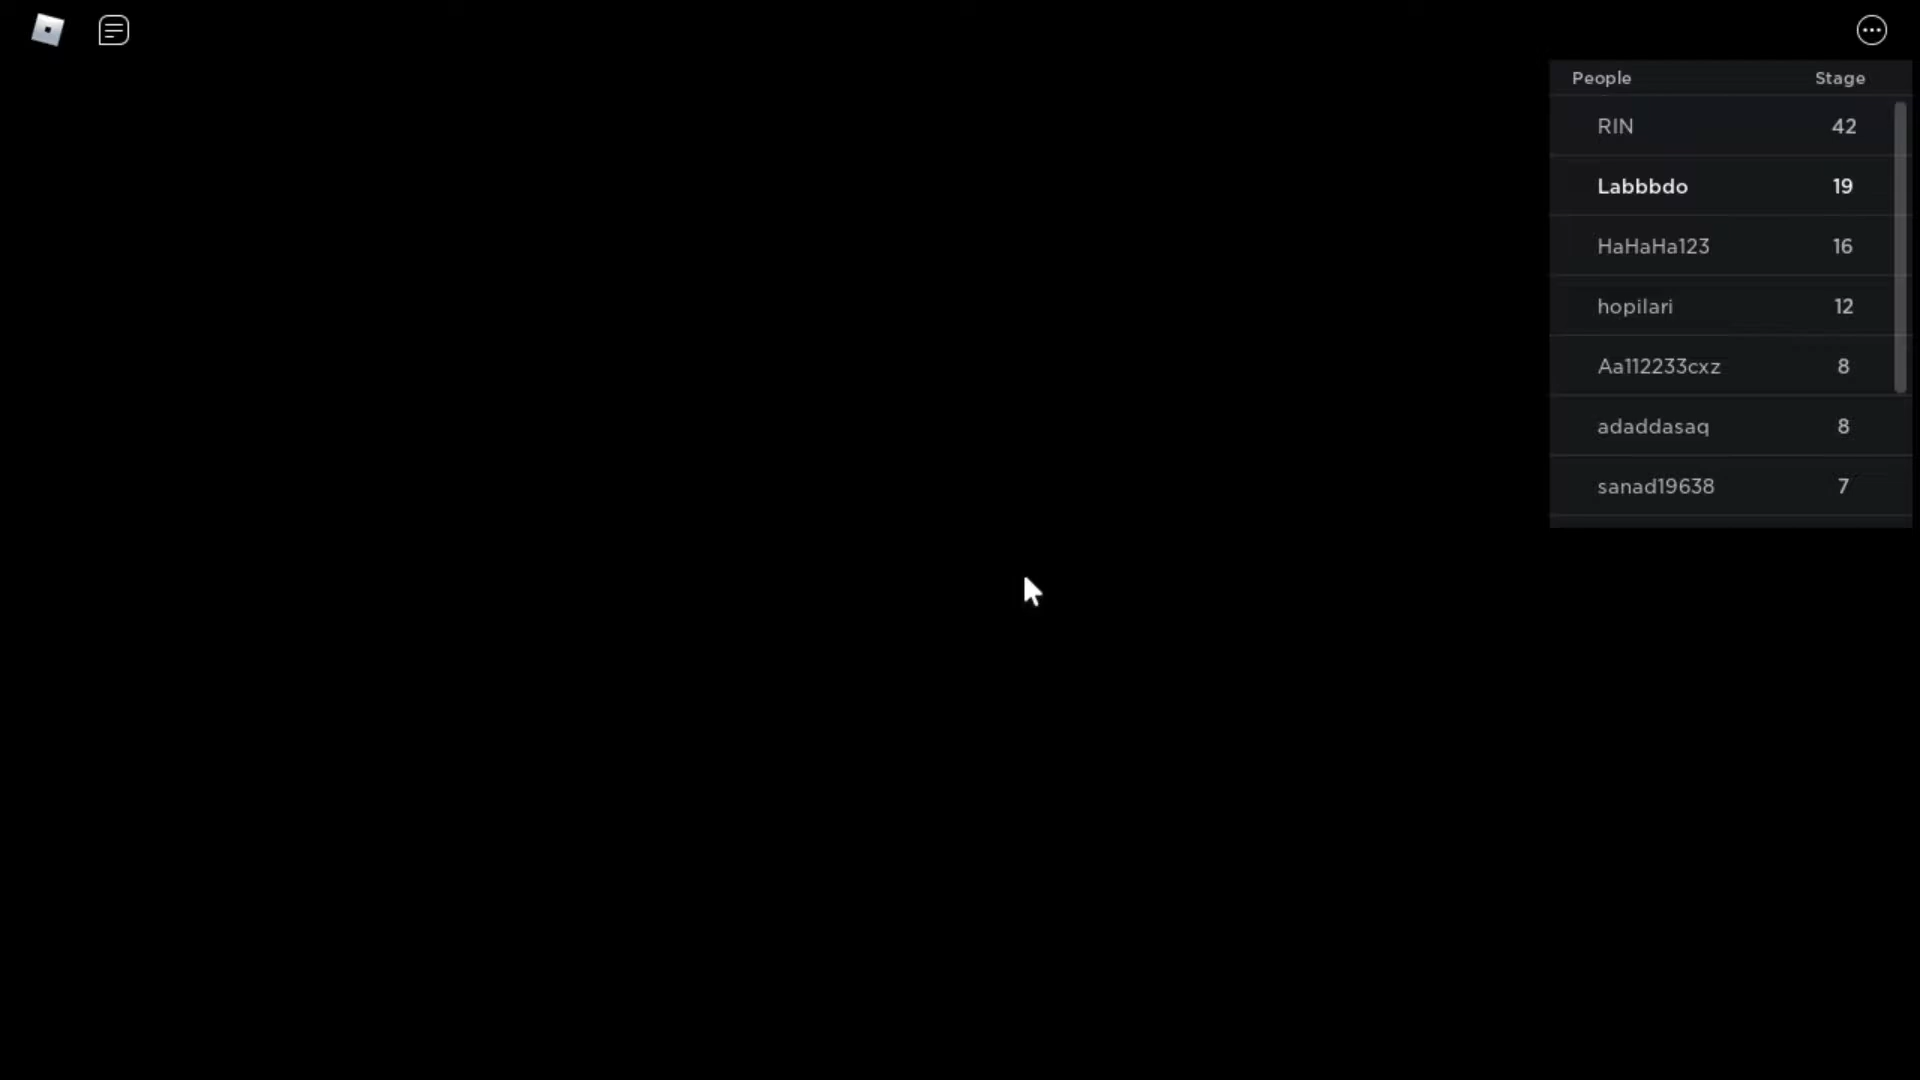 People Stage
RIN 42
Labbbdo 19
HaHaHa123 16
hopilari 12
Aa112233cxz 8
adaddasaq 8
sanad19638 7